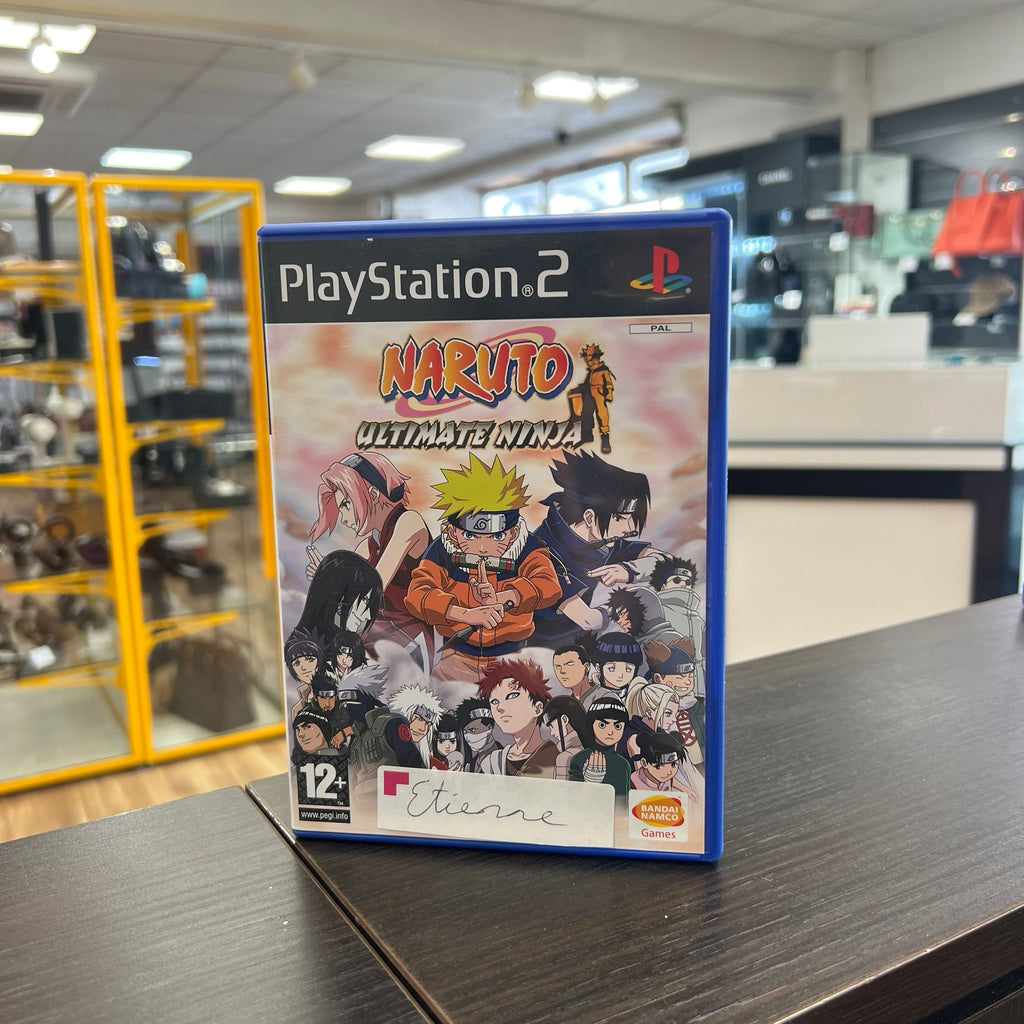 PlayStation®2
PAL
NARUTO
ULTIMATE NINJA
12+
www.pegi.info
Etienne
BANDAI
NAMCO
Games